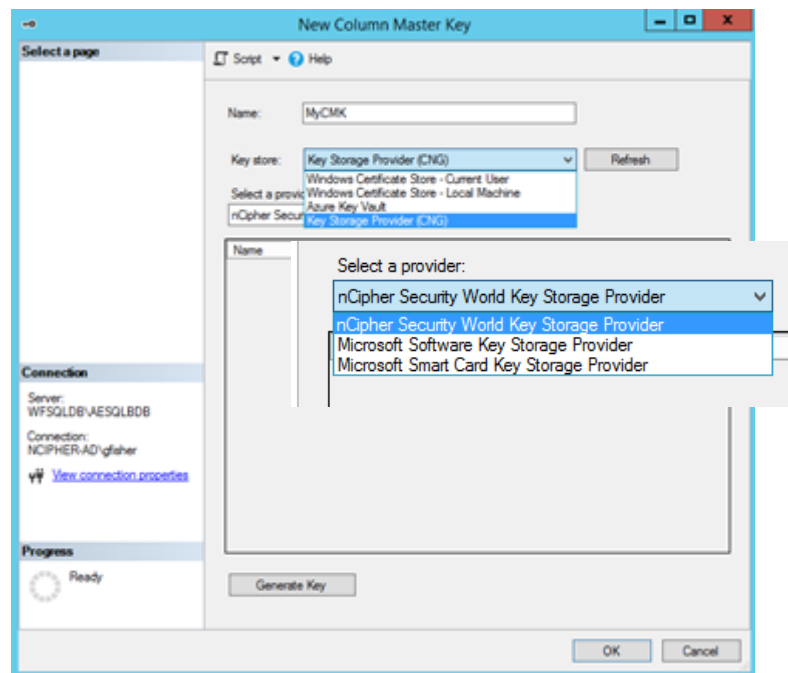 New Column Master Key
Select a page
Script
Help
Name:
MyCMK
Key store:
Key Storage Provider (CNG)
Refresh
Windows Certificate Store - Current User
Windows Certificate Store - Local Machine
Azure Key Vault
Key Storage Provider (CNG)
Select a provi
nCipher Secur
Name
Select a provider:
nCipher Security World Key Storage Provider
nCipher Security World Key Storage Provider
Microsoft Software Key Storage Provider
Microsoft Smart Card Key Storage Provider
Connection
Server:
WFSQLDB\AESQLBDB
Connection:
NCIPHER-AD\gfisher
View connection properties
Progress
Ready
Generate Key
OK
Cancel